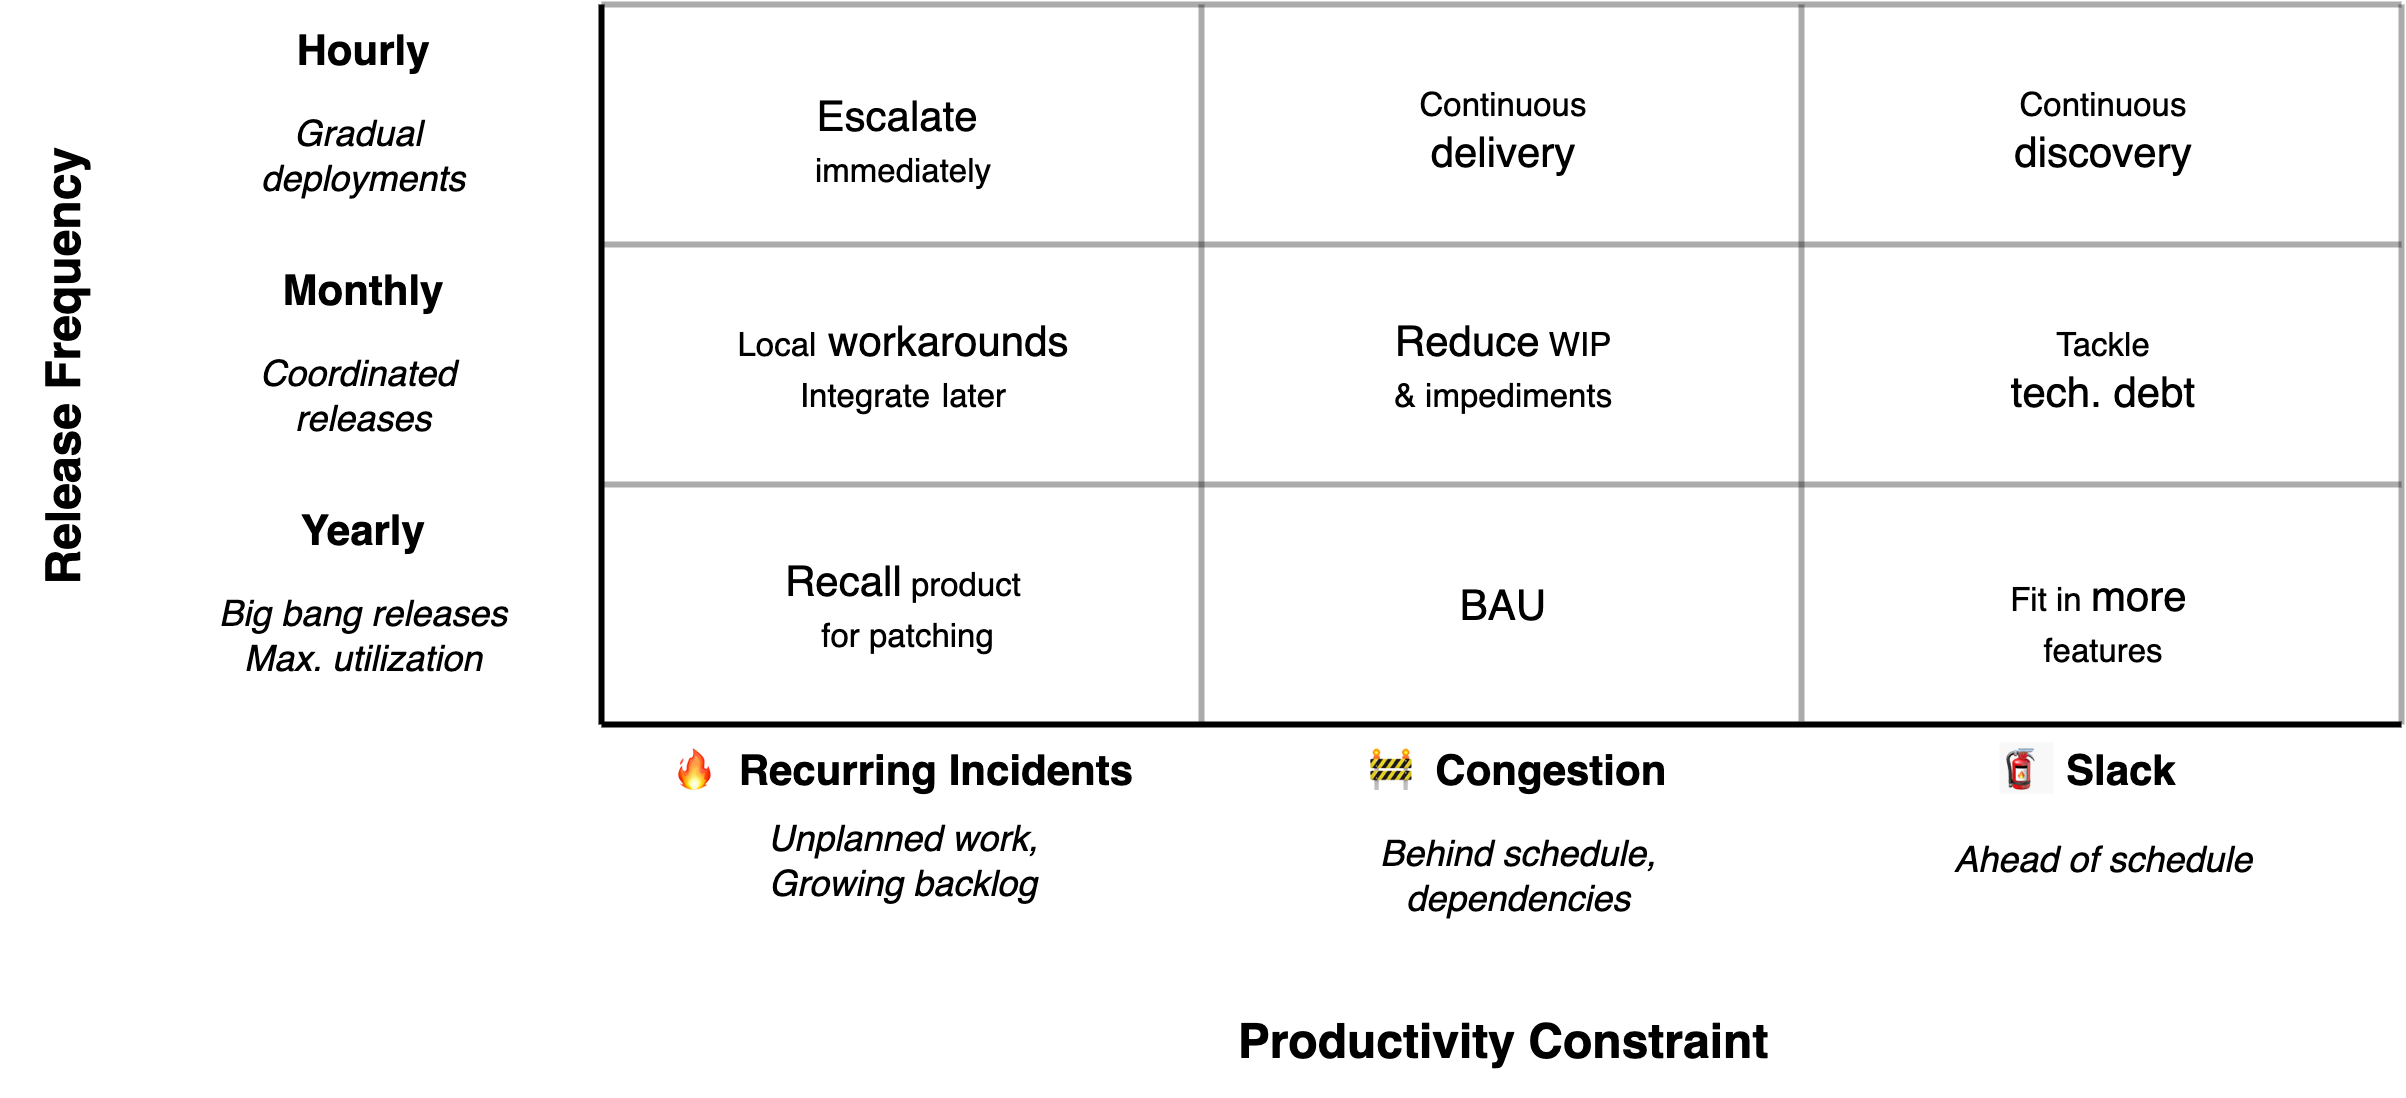 Release Frequency
Hourly
Gradual
deployments
Escalate
immediately
Continuous
delivery
Continuous
discovery
Monthly
Coordinated
releases
Local workarounds
Integrate later
Reduce WIP
& impediments
Tackle
tech. debt
Yearly
Big bang releases
Max. utilization
Recall product
for patching
BAU
Fit in more
features
Recurring Incidents
Unplanned work,
Growing backlog
Congestion
Behind schedule,
dependencies
Slack
Ahead of schedule
Productivity Constraint